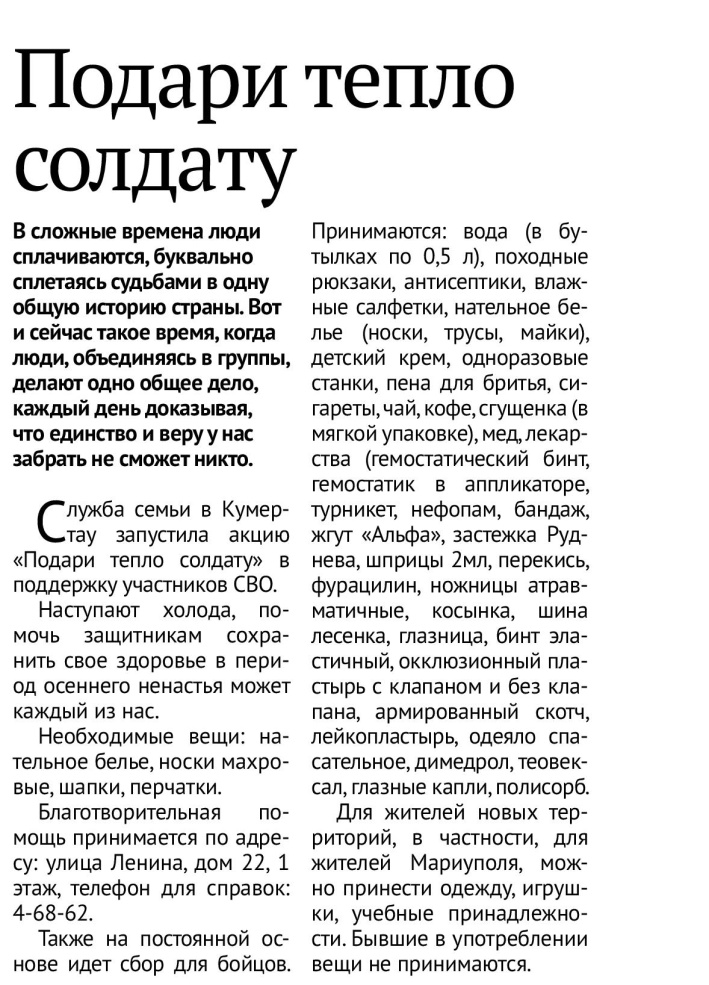 Подари тепло
солдату
В сложные времена люди
сплачиваются, буквально
сплетаясь судьбами в одну
общую историю страны. Вот
и сейчас такое время, когда
люди, объединяясь в группы,
делают одно общее дело,
каждый день доказывая,
что единство и веру у нас
забрать не сможет никто.
Служба семьи в Кумер-
тау запустила акцию
«Подари тепло солдату» в
поддержку участников СВО.
Наступают холода, по-
мочь защитникам сохра-
нить свое здоровье в пери-
од осеннего ненастья может
каждый из нас.
Необходимые вещи: на-
тельное белье, носки махро-
вые, шапки, перчатки.
Благотворительная по-
мощь принимается по адре-
су: улица Ленина, дом 22, 1
этаж, телефон для справок:
4-68-62.
Также на постоянной ос-
нове идет сбор для бойцов.
Принимаются: вода (в бу-
тылках по 0,5 л), походные
рюкзаки, антисептики, влаж-
ные салфетки, нательное бе-
лье (носки, трусы, майки),
детский крем, одноразовые
станки, пена для бритья, си-
гареты, чай, кофе, сгущенка (в
мягкой упаковке), мед, лекар-
ства (гемостатический бинт,
гемостатик в аппликаторе,
турникет, нефопам, бандаж,
жгут «Альфа», застежка Руд-
нева, шприцы 2мл, перекись,
фурацилин, ножницы атрав-
матичные, косынка, шина
лесенка, глазница, бинт эла-
стичный, окклюзионный пла-
стырь с клапаном и без кла-
пана, армированный скотч,
лейкопластырь, одеяло спа-
сательное, димедрол, теовек-
сал, глазные капли, полисорб.
Для жителей новых тер-
риторий, в частности, для
жителей Мариуполя, мож-
но принести одежду, игруш-
ки, учебные принадлежно-
сти. Бывшие в употреблении
вещи не принимаются.